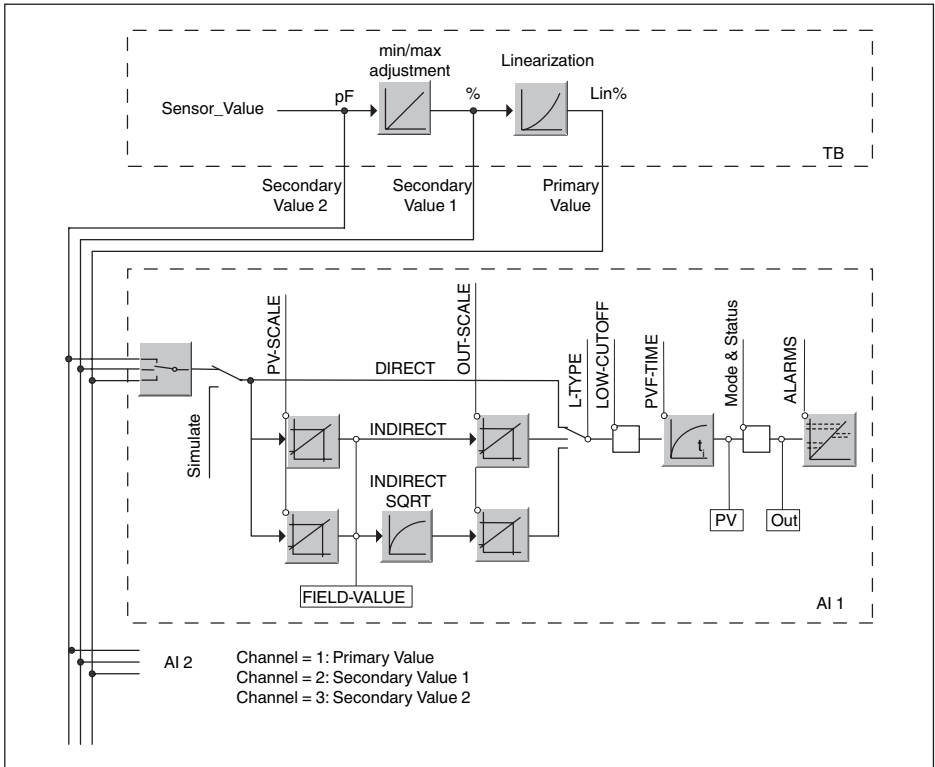 min/max
adjustment
Linearization
Sensor_Value
pF
%
Lin%
TB
Secondary
Value 2
Secondary
Value 1
Primary
Value
PV-SCALE
OUT-SCALE
L-TYPE
LOW-CUTOFF
PVF-TIME
Mode & Status
ALARMS
Simulate
DIRECT
INDIRECT
INDIRECT
SQRT
ti
PV
Out
FIELD-VALUE
AI 1
AI 2
Channel = 1: Primary Value
Channel = 2: Secondary Value 1
Channel = 3: Secondary Value 2